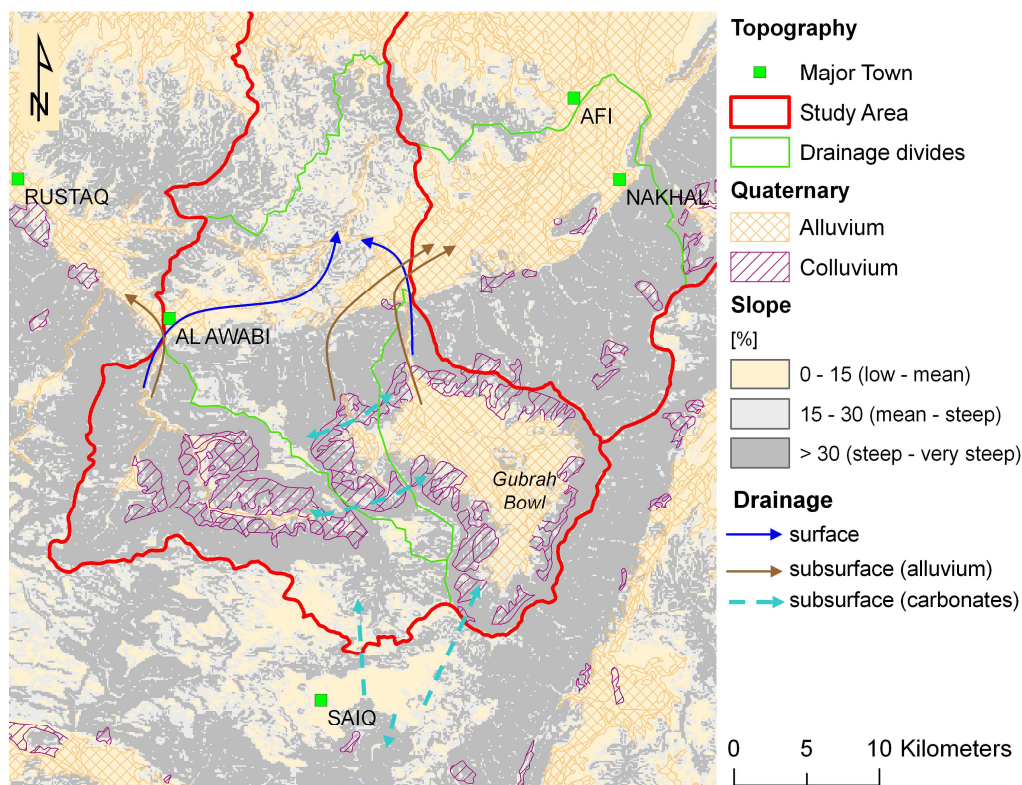 N
AFI
RUSTAQ
NAKHAL
AL AWABI
Gubrah
Bowl
SAIQ
Topography
Major Town
Study Area
Drainage divides
Quaternary
Alluvium
Colluvium
Slope
[%]
0 - 15 (low - mean)
15 - 30 (mean - steep)
> 30 (steep - very steep)
Drainage
surface
subsurface (alluvium)
subsurface (carbonates)
0 5 10 Kilometers